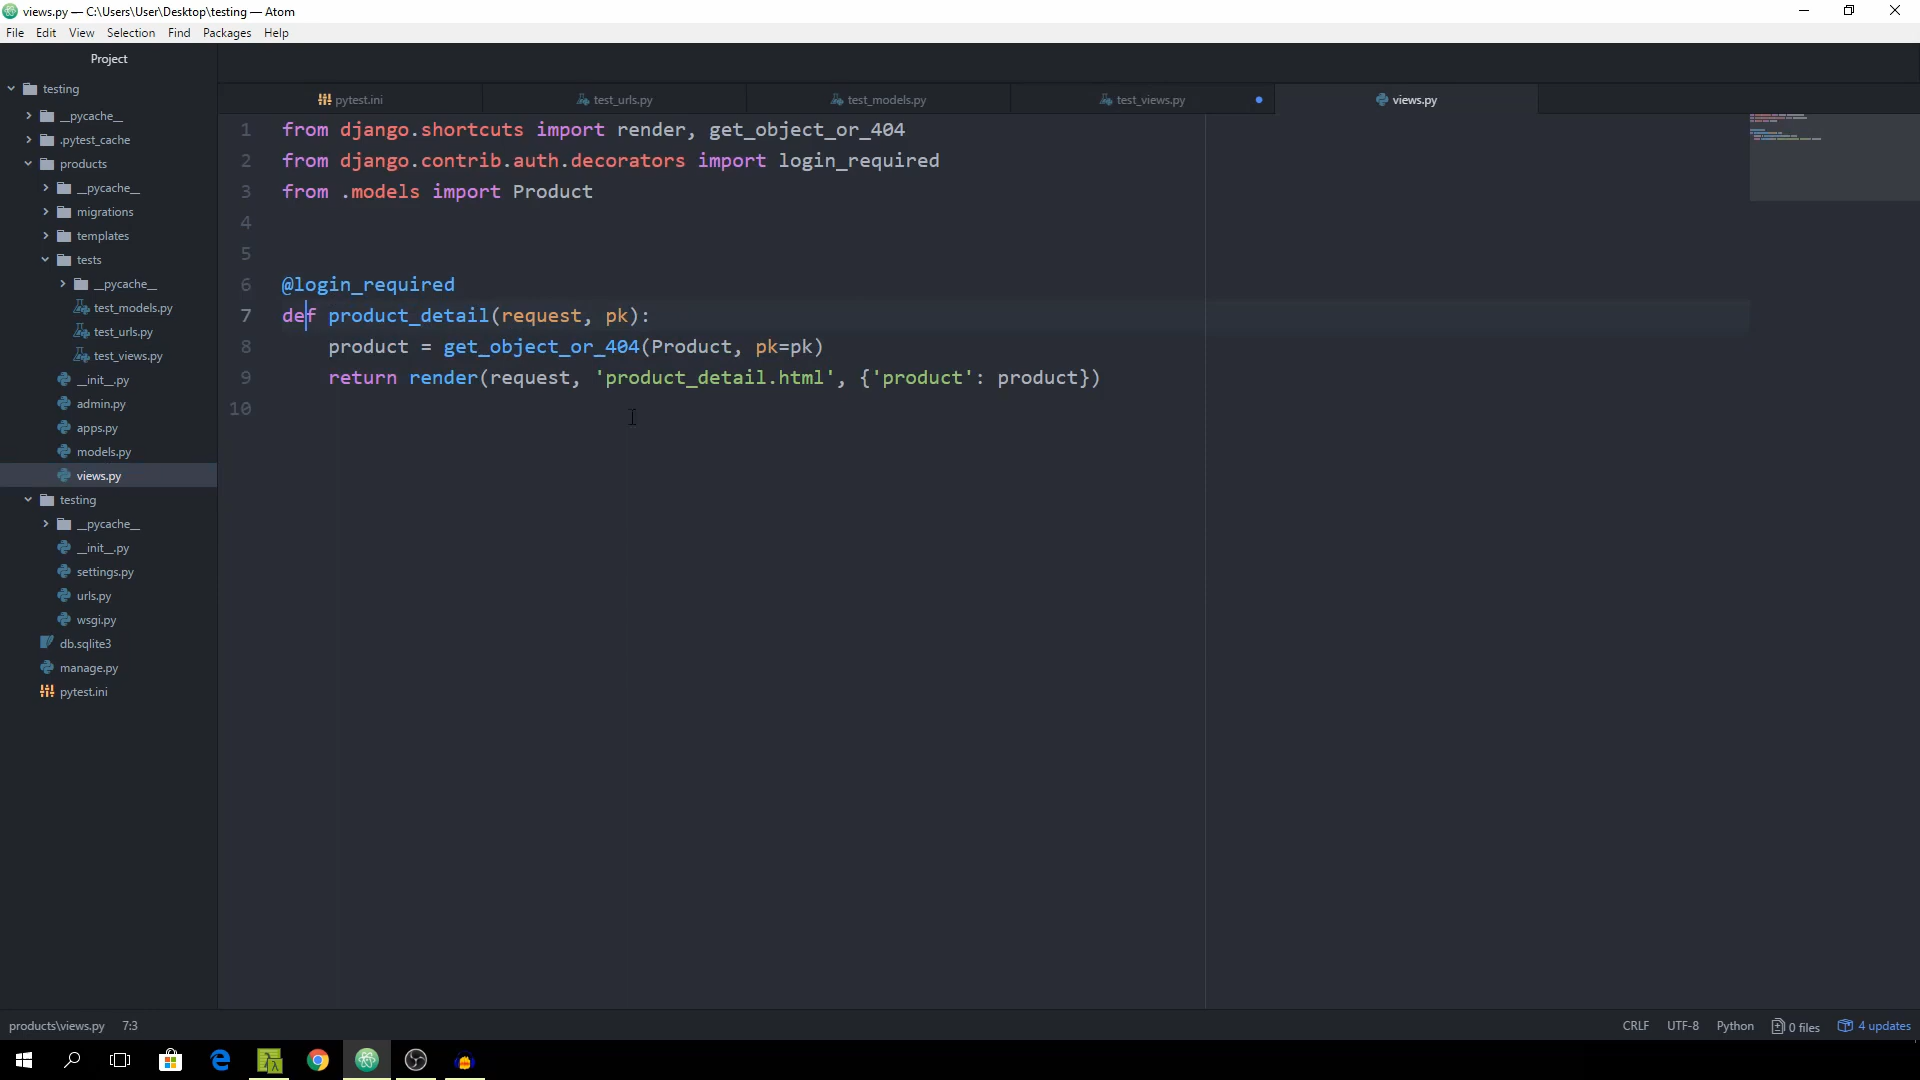 views.py — C:\Users\User\Desktop\testing — Atom
File Edit View Selection Find Packages Help
Project
testing
__pycache__
.pytest_cache
products
__pycache__
migrations
templates
tests
__pycache__
test_models.py
test_urls.py
test_views.py
__init__.py
admin.py
apps.py
models.py
views.py
testing
__pycache__
__init__.py
settings.py
urls.py
wsgi.py
db.sqlite3
manage.py
pytest.ini
pytest.ini test_urls.py test_models.py test_views.py views.py
1 from django.shortcuts import render, get_object_or_404
2 from django.contrib.auth.decorators import login_required
3 from .models import Product
4
5
6 @login_required
7 def product_detail(request, pk):
8 product = get_object_or_404(Product, pk=pk)
9 return render(request, 'product_detail.html', {'product': product})
10
products\views.py 7:3 CRLF UTF-8 Python 0 files 4 updates